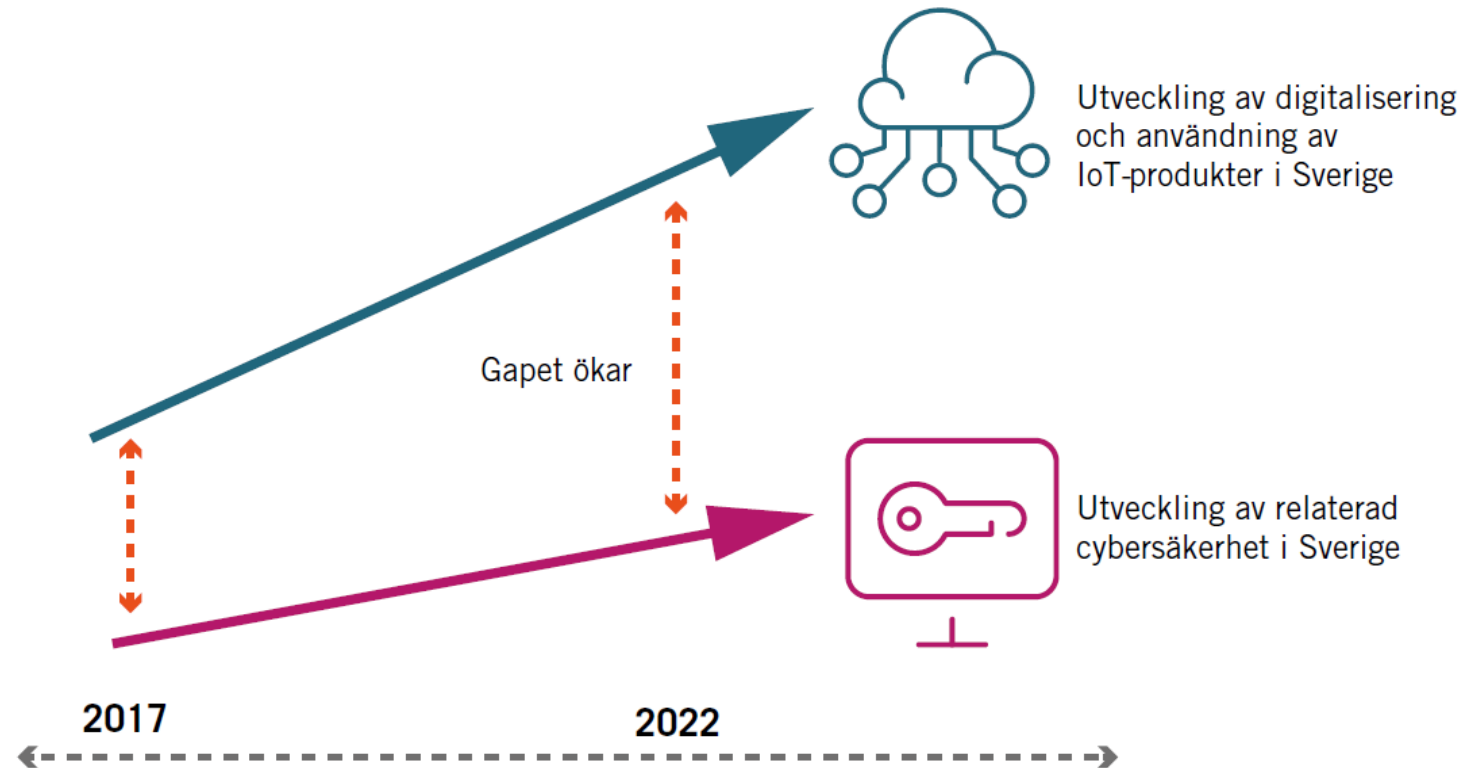 Utveckling av digitalisering
och användning av
IoT-produkter i Sverige
Gapet ökar
Utveckling av relaterad
cybersäkerhet i Sverige
2017
2022